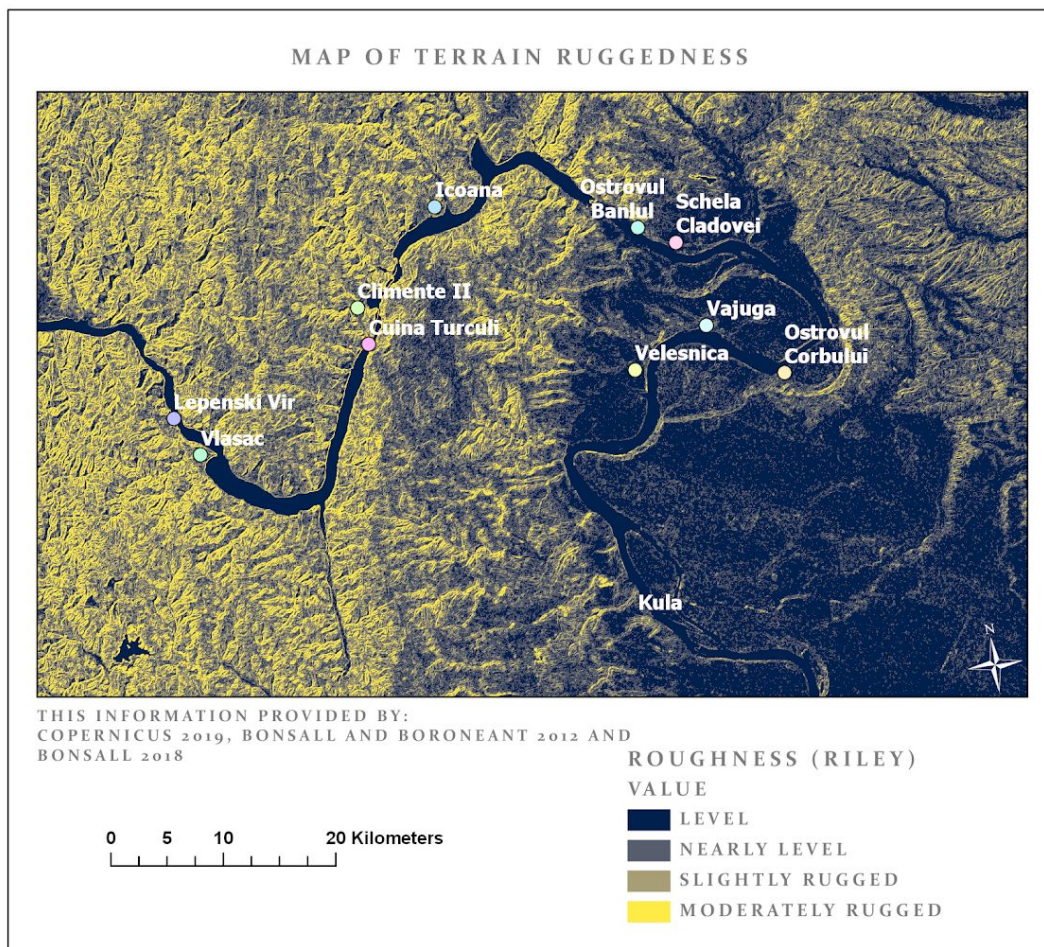 MAP OF TERRAIN RUGGEDNESS
Icoana
Ostrovul
Banlul
Schela
Cladovei
Climente II
Cuina Turculi
Vajuga
Ostrovul
Corbului
Velesnica
Lepenski Vir
Vlasac
Kula
N
THIS INFORMATION PROVIDED BY:
COPERNICUS 2019, BONSALL AND BORONEANT 2012 AND
BONSALL 2018
ROUGHNESS (RILEY)
VALUE
LEVEL
NEARLY LEVEL
SLIGHTLY RUGGED
MODERATELY RUGGED
0 5 10 20 Kilometers